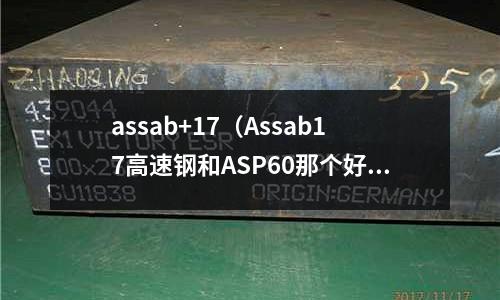 ZHAOQING
3259
439044
assab+17（Assab1
7高速钢和ASP60那个好...
EX1 VICTORY ESR
GU11838
ORIGIN:GERMANY
2017/11/17